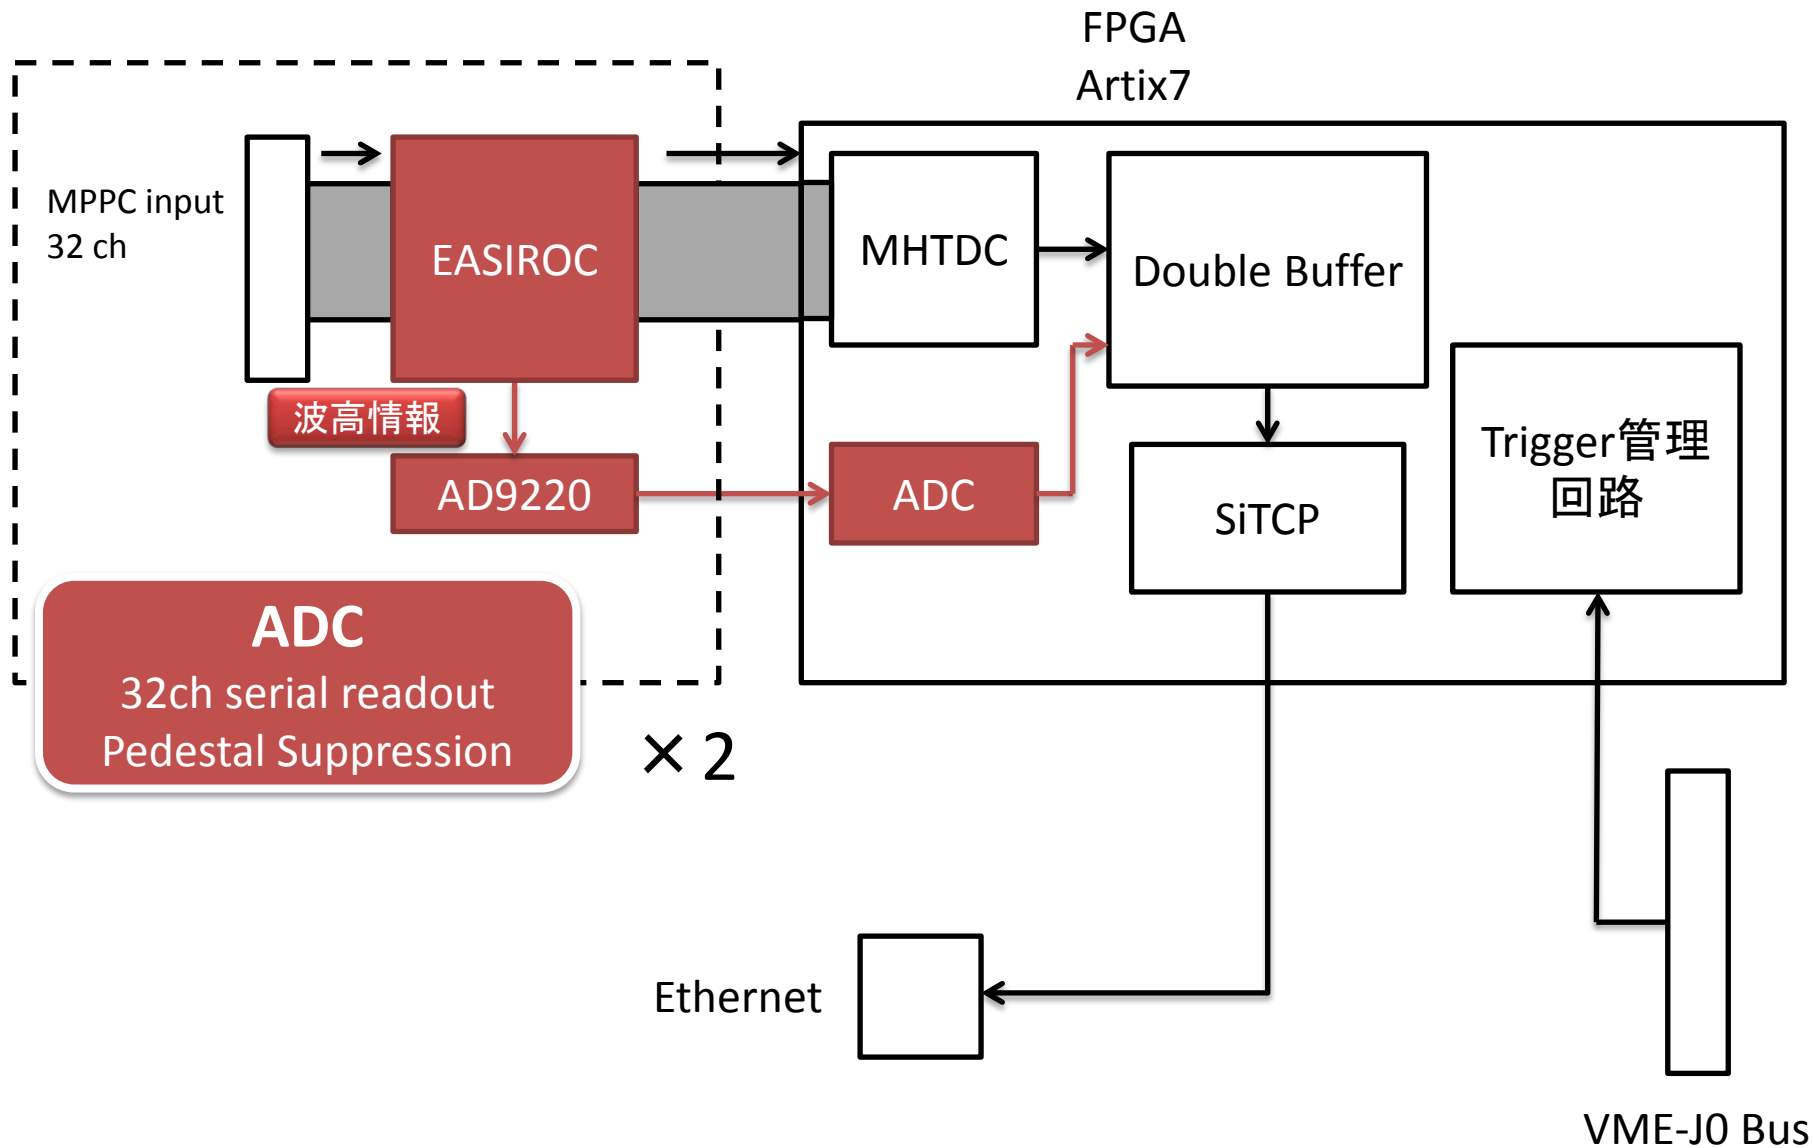 FPGA
Artix7
MPPC input
32 ch
EASIROC
MHTDC
Double Buffer
波高情報
AD9220
ADC
SiTCP
Trigger管理
回路
ADC
32ch serial readout
Pedestal Suppression
×2
Ethernet
VME-J0 Bus